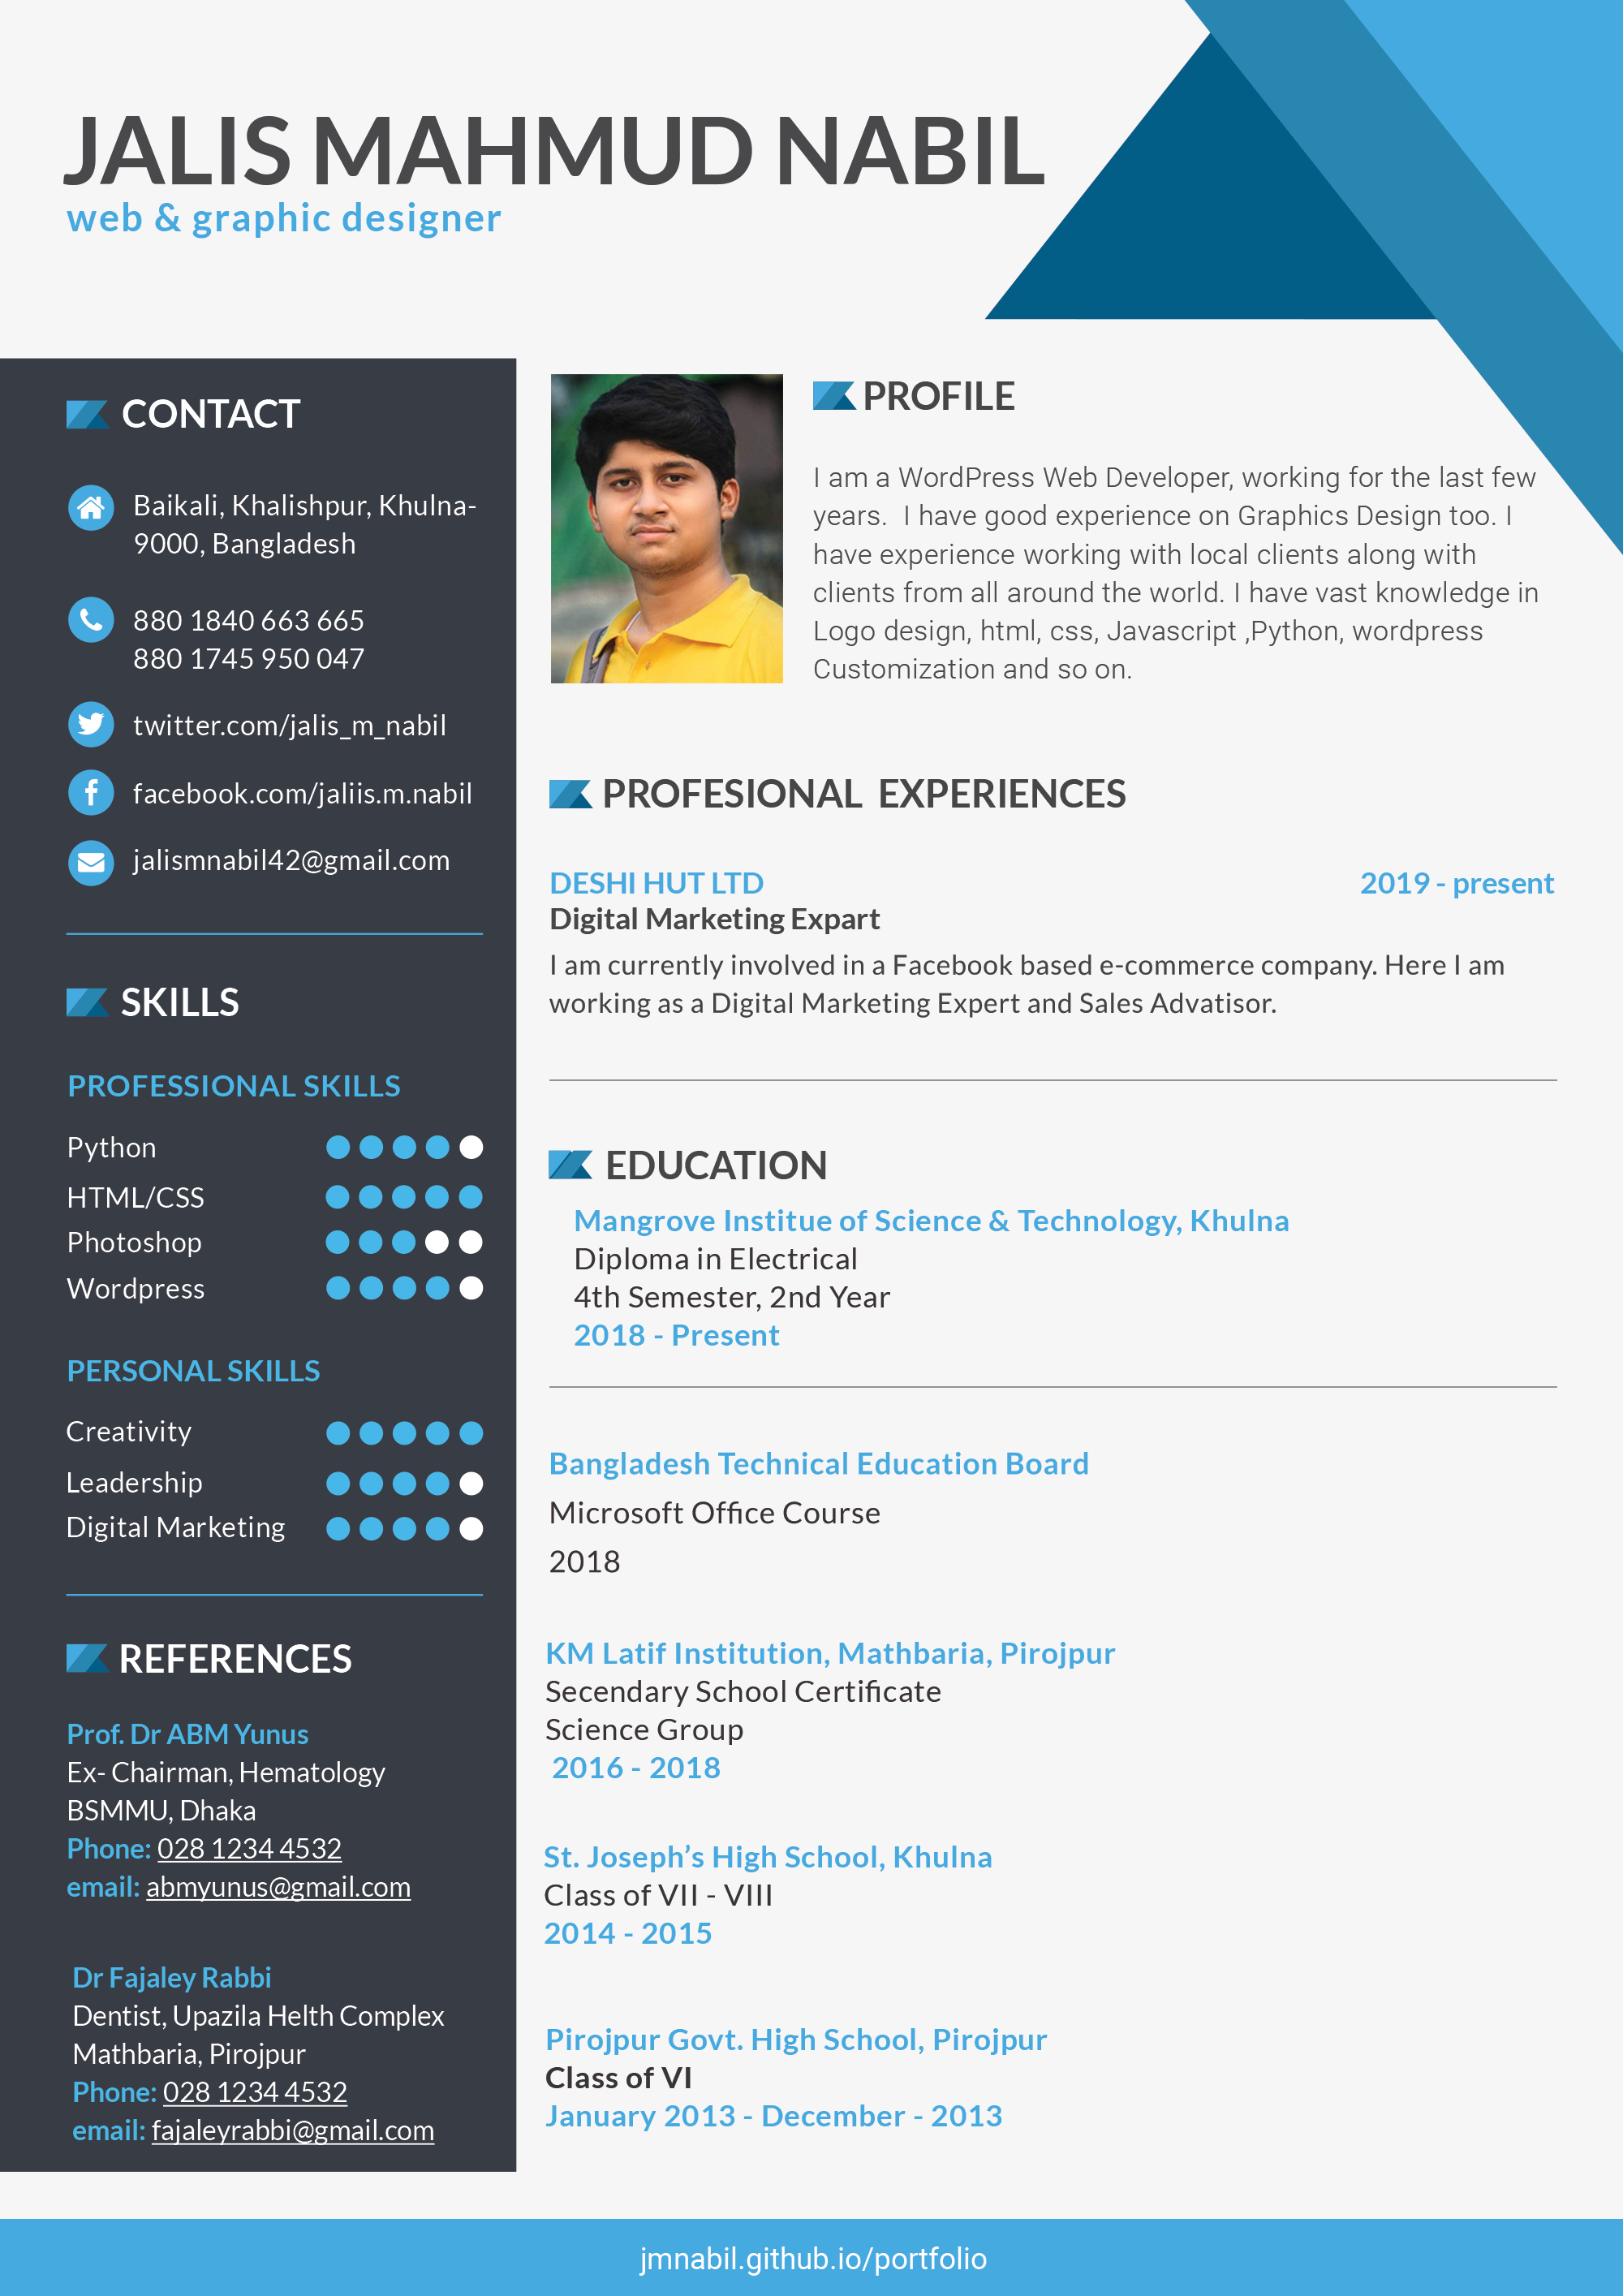 JALIS MAHMUD NABIL
web & graphic designer
CONTACT
Baikali, Khalishpur, Khulna-
9000, Bangladesh
880 1840 663 665
880 1745 950 047
twitter.com/jalis_m_nabil
facebook.com/jaliis.m.nabil
jalismnabil42@gmail.com
SKILLS
PROFESSIONAL SKILLS
Python
HTML/CSS
Photoshop
Wordpress
PERSONAL SKILLS
Creativity
Leadership
Digital Marketing
REFERENCES
Prof. Dr ABM Yunus
Ex- Chairman, Hematology
BSMMU, Dhaka
Phone: 028 1234 4532
email: abmyunus@gmail.com
Dr Fajaley Rabbi
Dentist, Upazila Helth Complex
Mathbaria, Pirojpur
Phone: 028 1234 4532
email: fajaleyrabbi@gmail.com
PROFILE
I am a WordPress Web Developer, working for the last few
years.  I have good experience on Graphics Design too. I
have experience working with local clients along with
clients from all around the world. I have vast knowledge in
Logo design, html, css, Javascript ,Python, wordpress
Customization and so on.
PROFESIONAL  EXPERIENCES
DESHI HUT LTD 2019 - present
Digital Marketing Expart
I am currently involved in a Facebook based e-commerce company. Here I am
working as a Digital Marketing Expert and Sales Advatisor.
EDUCATION
Mangrove Institue of Science & Technology, Khulna
Diploma in Electrical
4th Semester, 2nd Year
2018 - Present
Bangladesh Technical Education Board
Microsoft Office Course
2018
KM Latif Institution, Mathbaria, Pirojpur
Secendary School Certificate
Science Group
2016 - 2018
St. Joseph’s High School, Khulna
Class of VII - VIII
2014 - 2015
Pirojpur Govt. High School, Pirojpur
Class of VI
January 2013 - December - 2013
jmnabil.github.io/portfolio